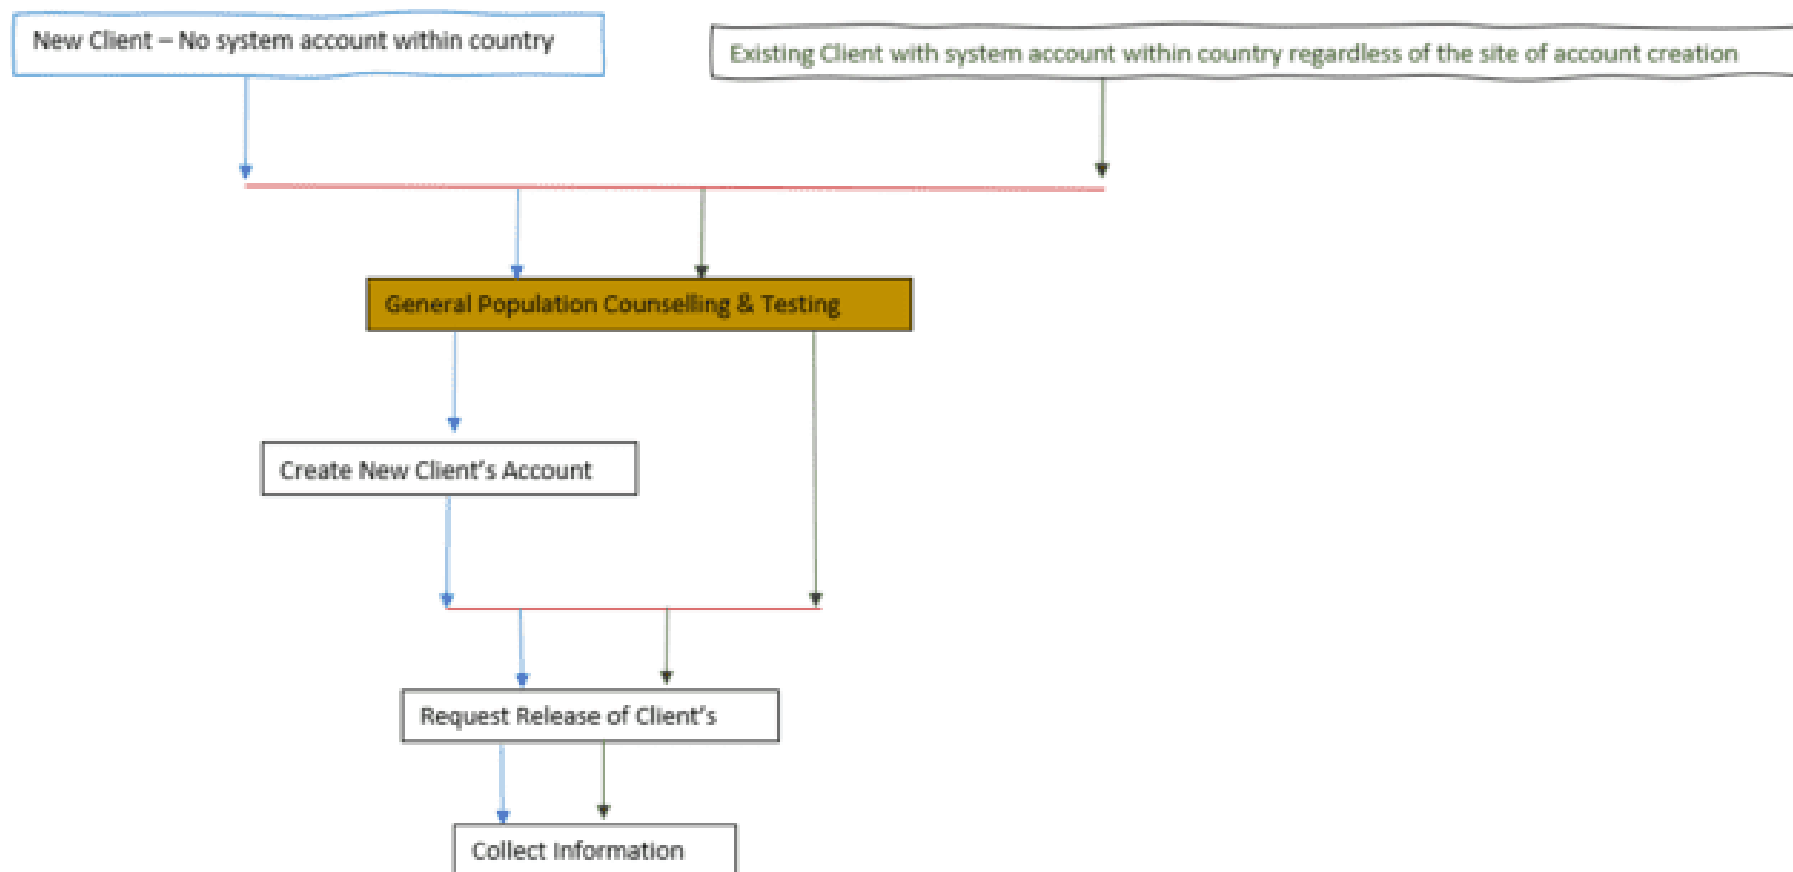 New Client – No system account within country
Existing Client with system account within country regardless of the site of account creation
General Population Counselling & Testing
Create New Client's Account
Request Release of Client's
Collect Information